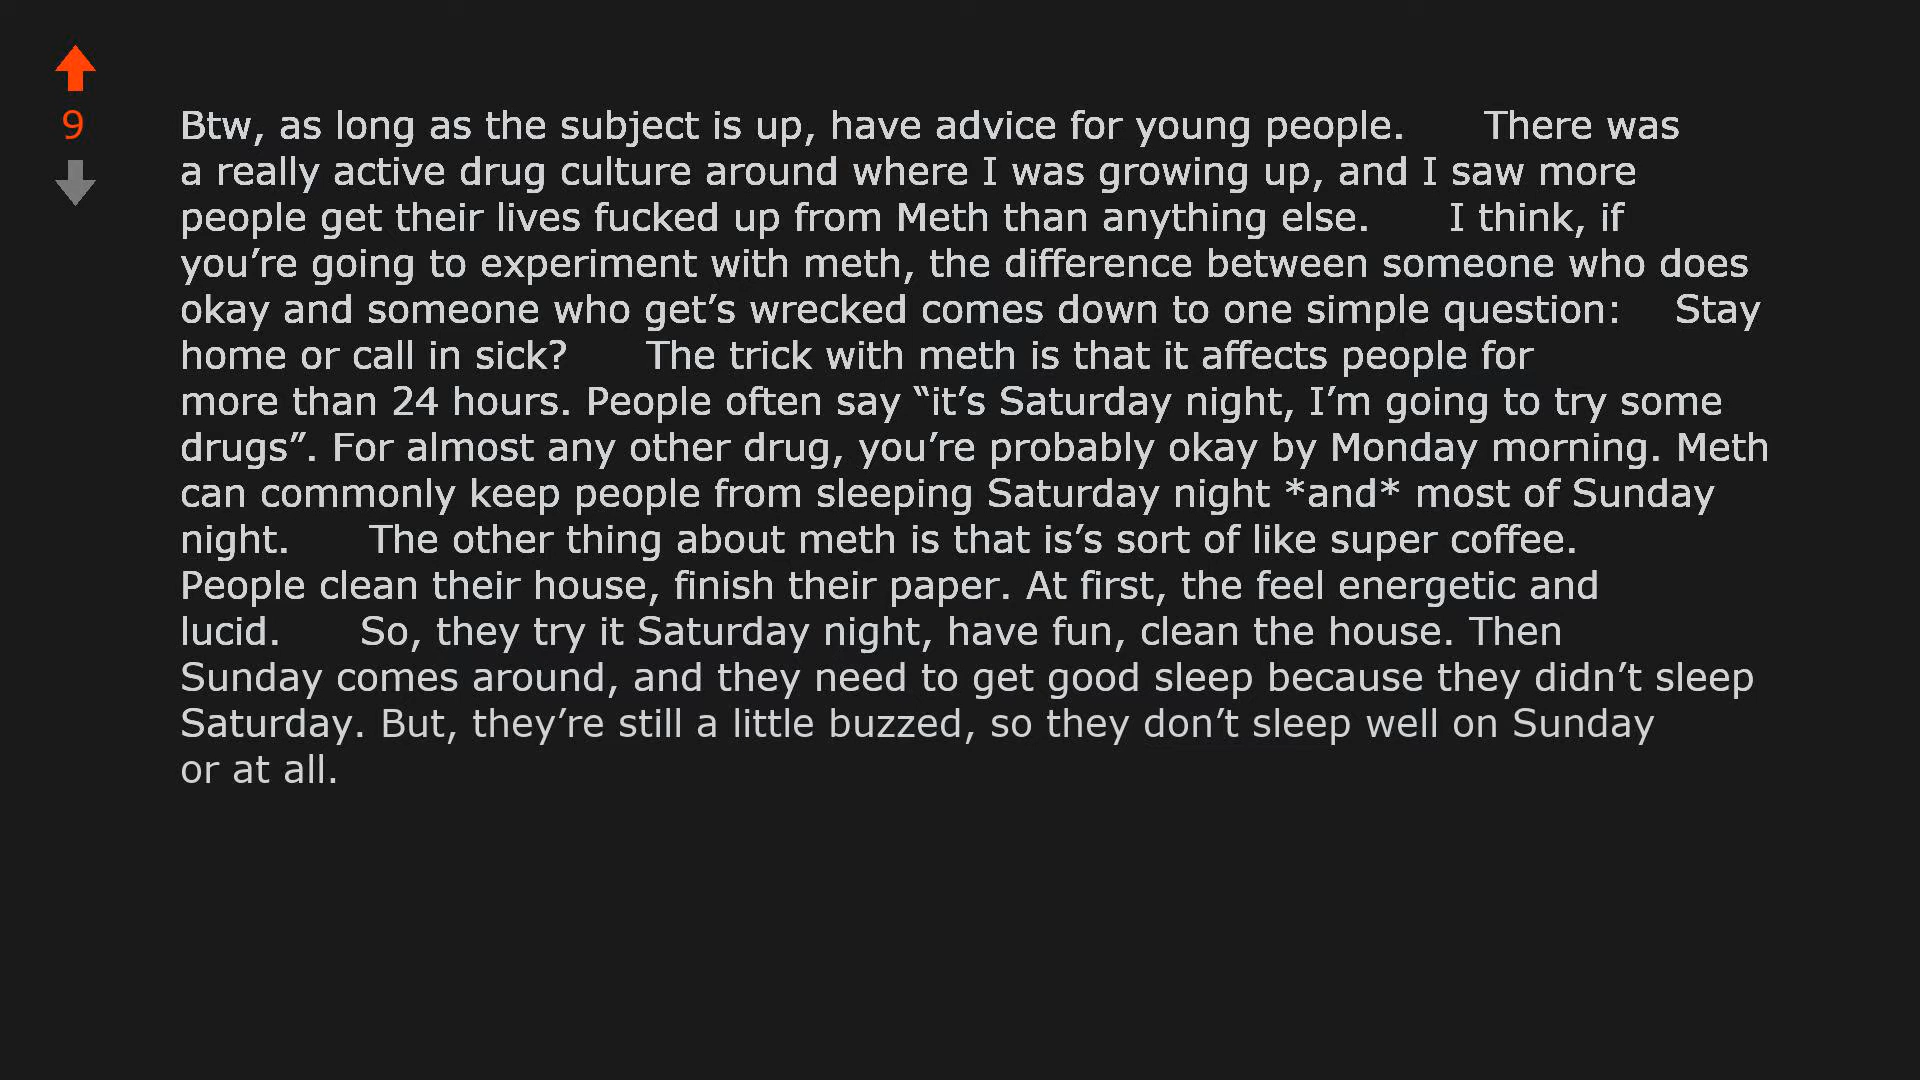 9
Btw, as long as the subject is up, have advice for young people. There was
a really active drug culture around where I was growing up, and I saw more
people get their lives fucked up from Meth than anything else. I think, if
you’re going to experiment with meth, the difference between someone who does
okay and someone who get’s wrecked comes down to one simple question: Stay
home or call in sick? The trick with meth is that it affects people for
more than 24 hours. People often say “it’s Saturday night, I’m going to try some
drugs”. For almost any other drug, you’re probably okay by Monday morning. Meth
can commonly keep people from sleeping Saturday night *and* most of Sunday
night. The other thing about meth is that is’s sort of like super coffee.
People clean their house, finish their paper. At first, the feel energetic and
lucid. So, they try it Saturday night, have fun, clean the house. Then
Sunday comes around, and they need to get good sleep because they didn’t sleep
Saturday. But, they’re still a little buzzed, so they don’t sleep well on Sunday
or at all.